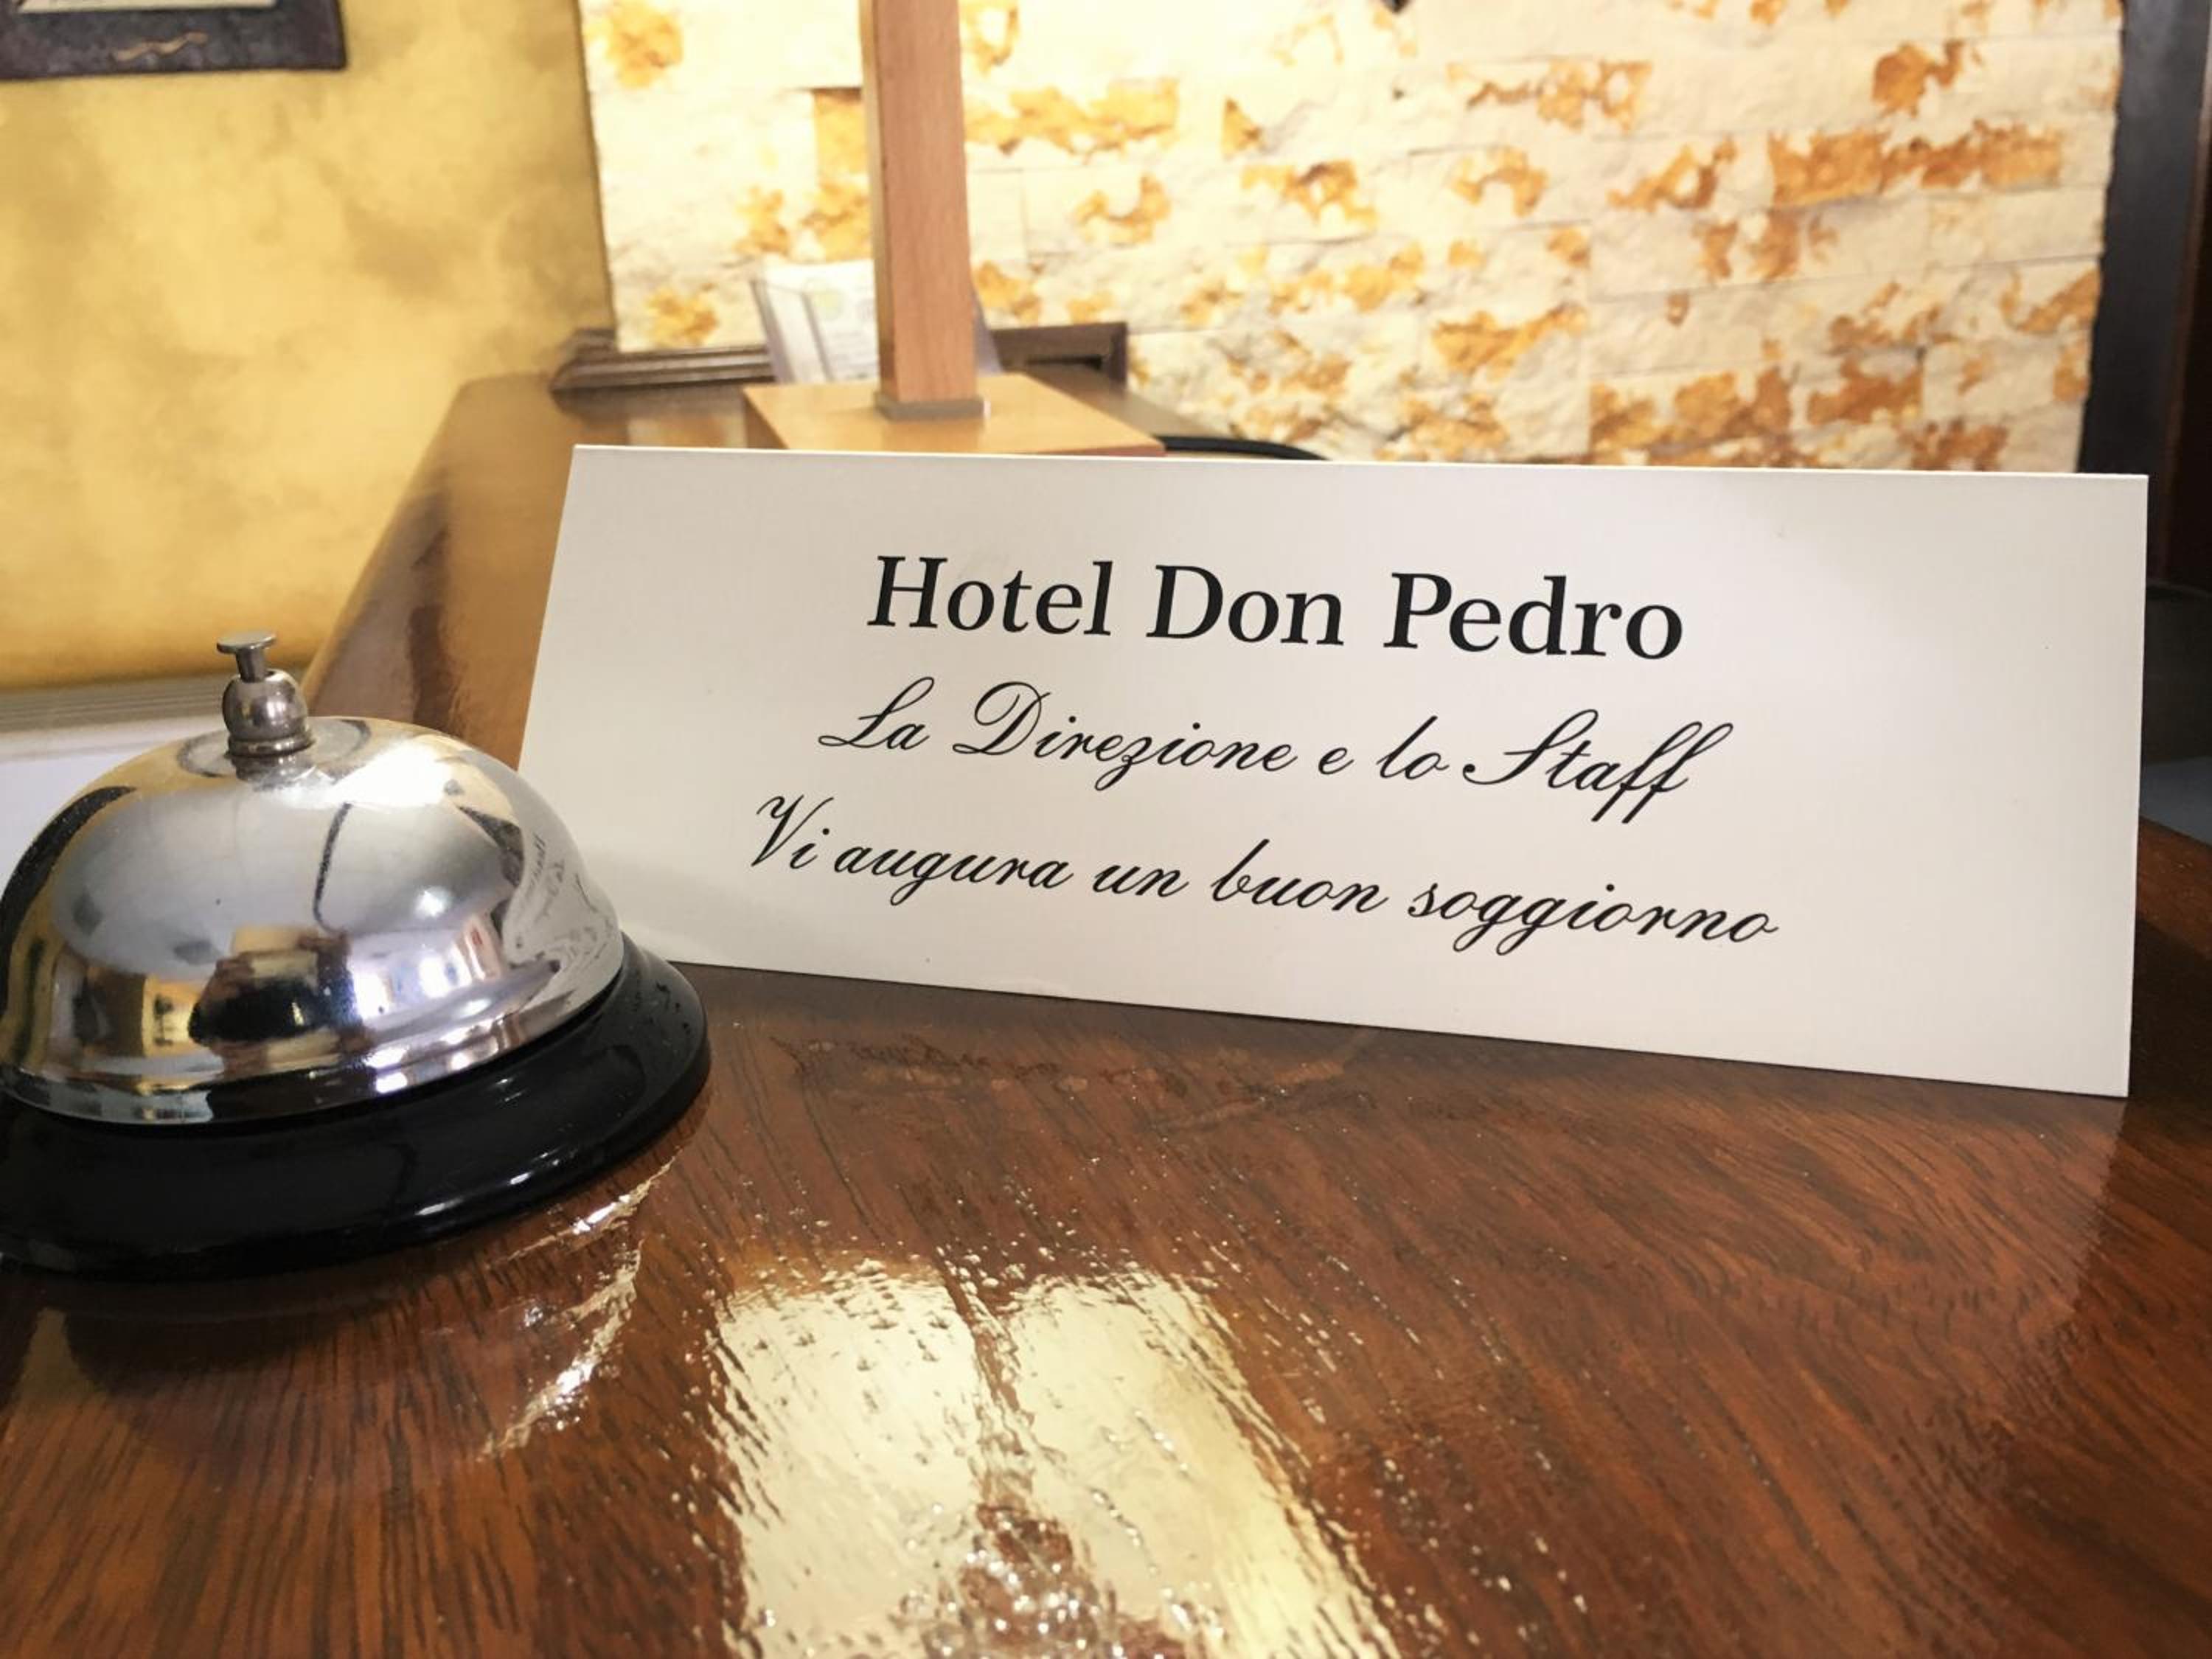 Hotel Don Pedro
La Direzione e lo Staff
Vi augura un buon soggiorno